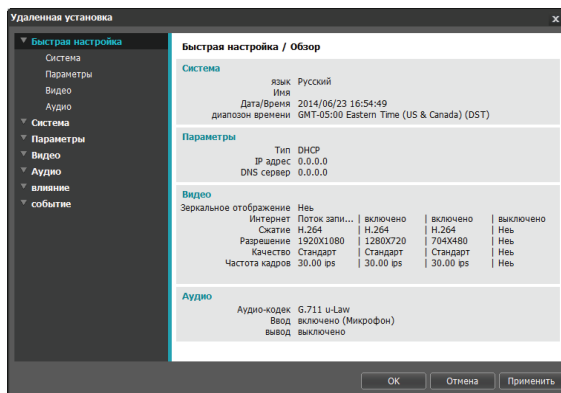 Удаленная установка
x
Быстрая настройка
Система
Параметры
Видео
Аудио
Система
Параметры
Видео
Аудио
влияние
событие
Быстрая настройка / Обзор
Система
язык Русский
Имя
Дата/Время 2014/06/23 16:54:49
диапозон времени GMT-05:00 Eastern Time (US & Canada) (DST)
Параметры
Тип DHCP
IP адрес 0.0.0.0
DNS сервер 0.0.0.0
Видео
Зеркальное отображение Неь
Интернет Поток запи... | включено | включено | выключено
Сжатие H.264 | H.264 | H.264 | Неь
Разрешение 1920X1080 | 1280X720 | 704X480 | Неь
Качество Стандарт | Стандарт | Стандарт | Неь
Частота кадров 30.00 ips | 30.00 ips | 30.00 ips | Неь
Аудио
Аудио-кодек G.711 u-Law
Ввод включено (Микрофон)
вывод выключено
OK Отмена Применить